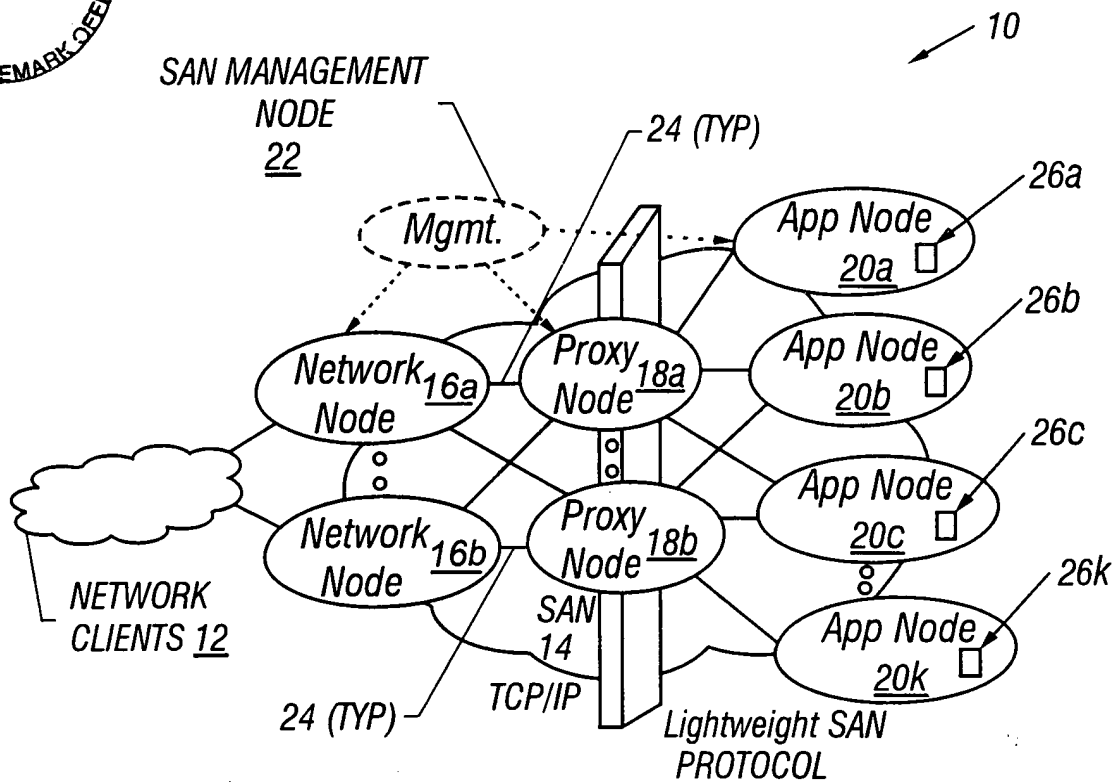 EMARK OFF
10
SAN MANAGEMENT
NODE
22
24 (TYP)
26a
Mgmt.
App Node
20a
26b
Network
16a
Node
Proxy
18a
Node
App Node
20b
26c
Network
16b
Node
Proxy
18b
Node
App Node
20c
26k
NETWORK
CLIENTS 12
SAN
14
TCP/IP
App Node
20k
24 (TYP)
Lightweight SAN
PROTOCOL